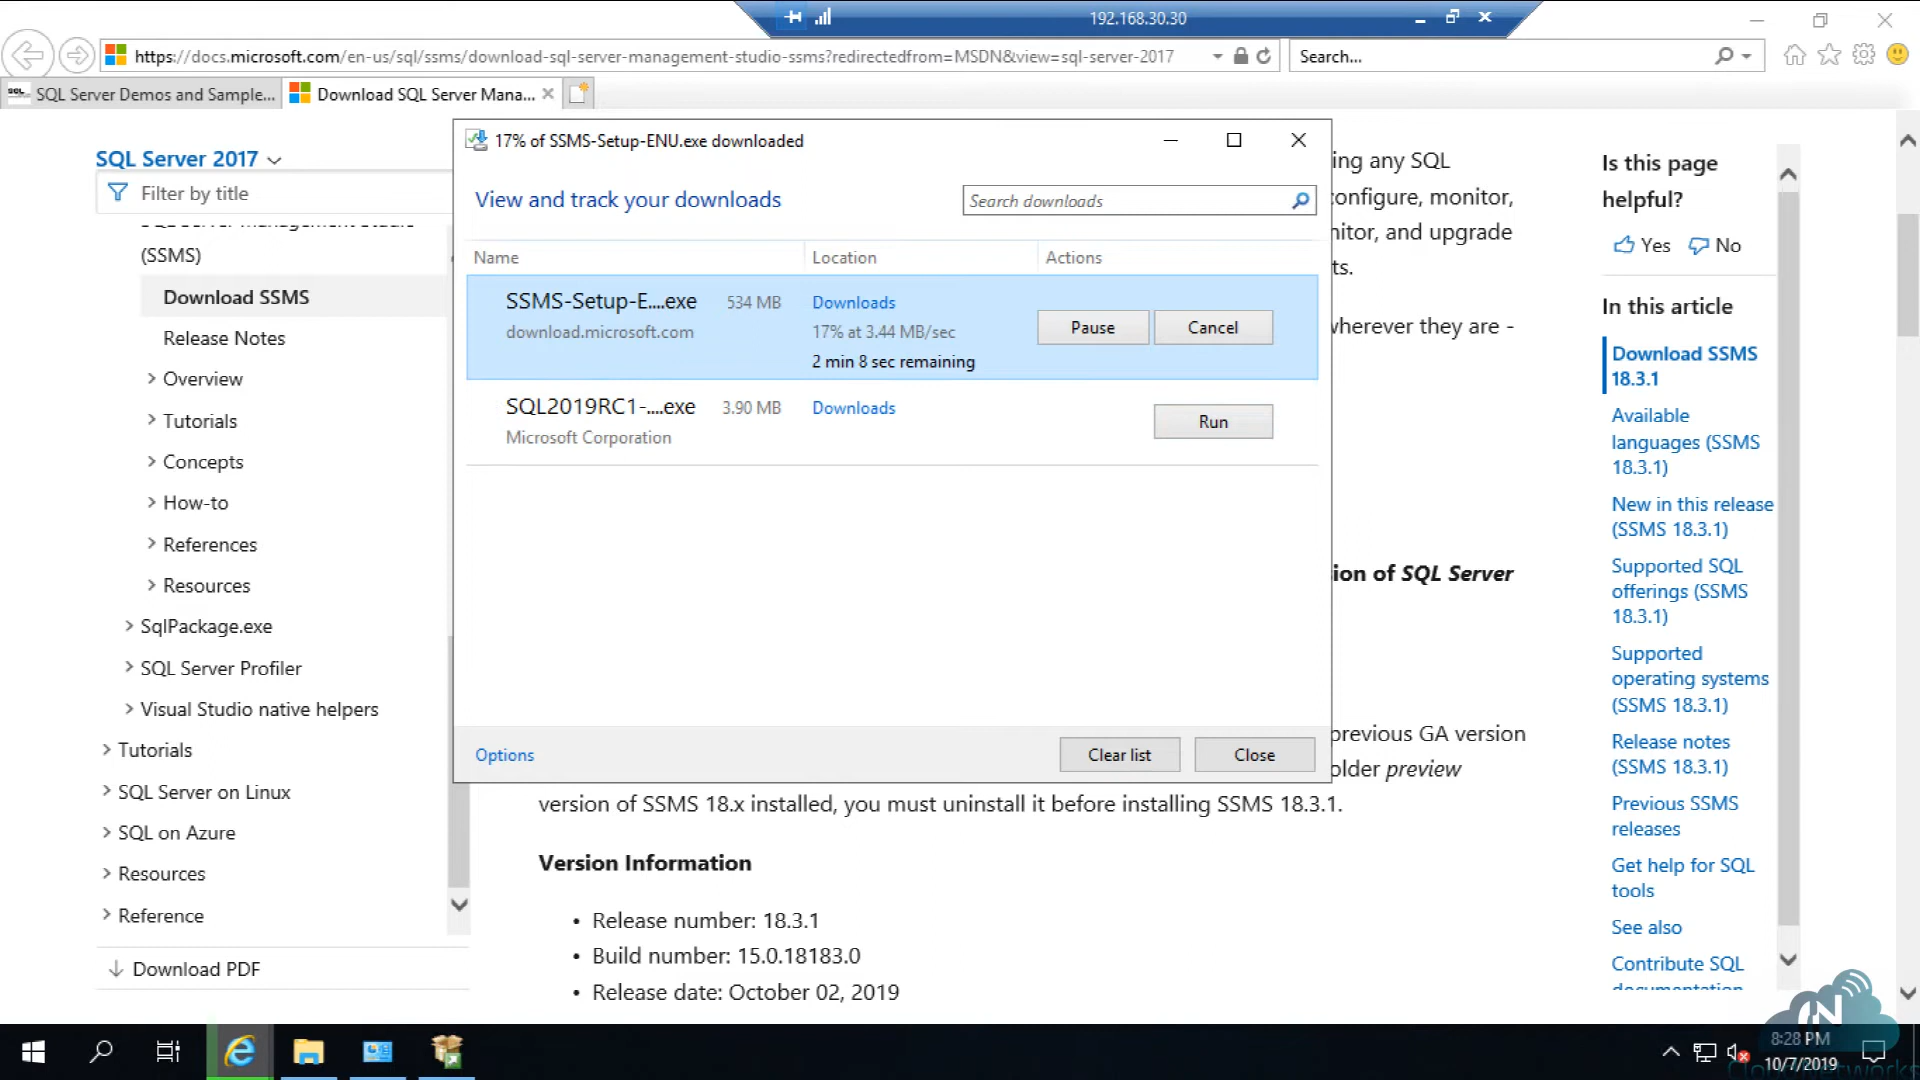 192.168.30.30
https://docs.microsoft.com/en-us/sql/ssms/download-sql-server-management-studio-ssms?redirectedfrom=MSDN&view=sql-server-2017
Search...
SQL Server Demos and Sample...
Download SQL Server Mana...
SQL Server 2017
Filter by title
(SSMS)
Download SSMS
Release Notes
Overview
Tutorials
Concepts
How-to
References
Resources
SqlPackage.exe
SQL Server Profiler
Visual Studio native helpers
Tutorials
SQL Server on Linux
SQL on Azure
Resources
Reference
Download PDF
17% of SSMS-Setup-ENU.exe downloaded
View and track your downloads
Search downloads
Name
Location
Actions
SSMS-Setup-E....exe
534 MB
Downloads
download.microsoft.com
17% at 3.44 MB/sec
2 min 8 sec remaining
Pause
Cancel
SQL2019RC1-....exe
3.90 MB
Downloads
Microsoft Corporation
Run
Options
Clear list
Close
ing any SQL
onfigure, monitor,
nitor, and upgrade
ts.
wherever they are -
ion of SQL Server
previous GA version
older preview
version of SSMS 18.x installed, you must uninstall it before installing SSMS 18.3.1.
Version Information
• Release number: 18.3.1
• Build number: 15.0.18183.0
• Release date: October 02, 2019
Is this page
helpful?
Yes
No
In this article
Download SSMS
18.3.1
Available
languages (SSMS
18.3.1)
New in this release
(SSMS 18.3.1)
Supported SQL
offerings (SSMS
18.3.1)
Supported
operating systems
(SSMS 18.3.1)
Release notes
(SSMS 18.3.1)
Previous SSMS
releases
Get help for SQL
tools
See also
Contribute SQL
documentation
8:28 PM
10/7/2019